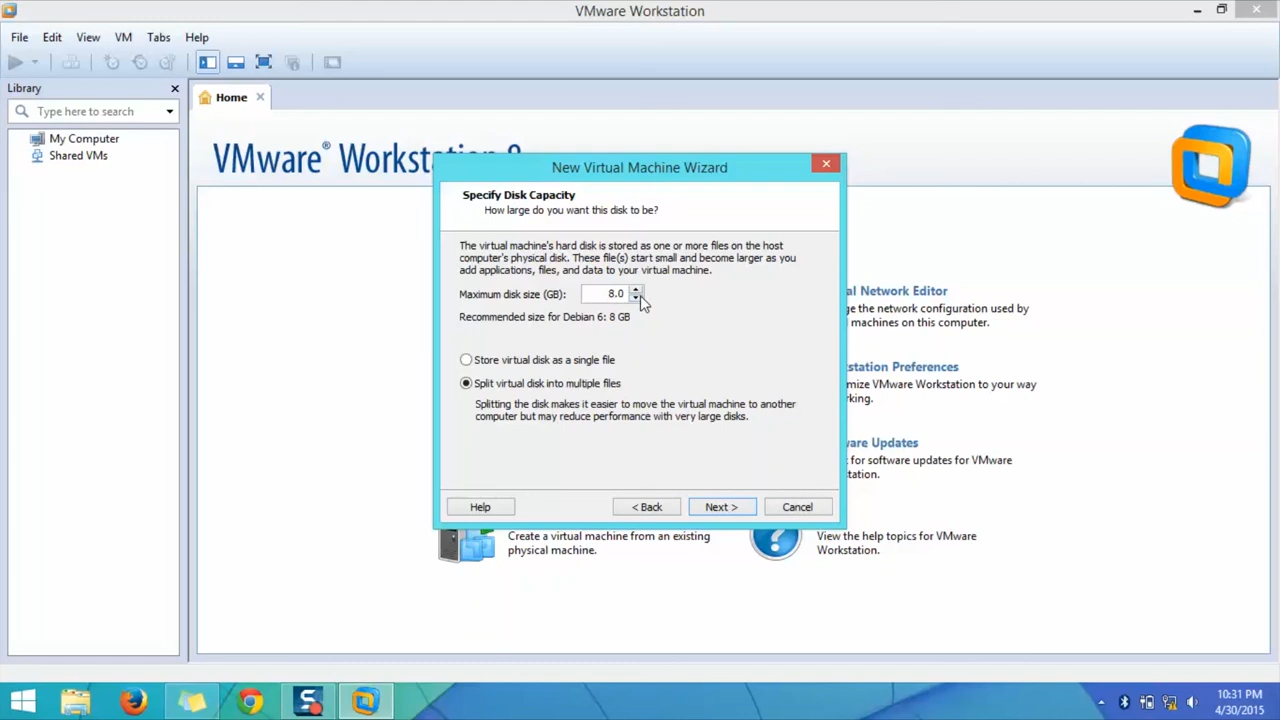 VMware Workstation
File Edit View VM Tabs Help
Library
Type here to search
My Computer
Shared VMs
Home
VMware® Workstation
New Virtual Machine Wizard
Specify Disk Capacity
How large do you want this disk to be?
The virtual machine's hard disk is stored as one or more files on the host
computer's physical disk. These file(s) start small and become larger as you
add applications, files, and data to your virtual machine.
Maximum disk size (GB): 8.0
Recommended size for Debian 6: 8 GB
Store virtual disk as a single file
Split virtual disk into multiple files
Splitting the disk makes it easier to move the virtual machine to another
computer but may reduce performance with very large disks.
Help < Back Next > Cancel
al Network Editor
ge the network configuration used by
machines on this computer.
station Preferences
mize VMware Workstation to your way
rking.
ware Updates
k for software updates for VMware
station.
Create a virtual machine from an existing
physical machine.
View the help topics for VMware
Workstation.
10:31 PM
4/30/2015